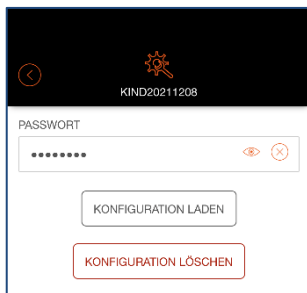 KIND20211208
PASSWORT
••••••••
KONFIGURATION LADEN
KONFIGURATION LÖSCHEN